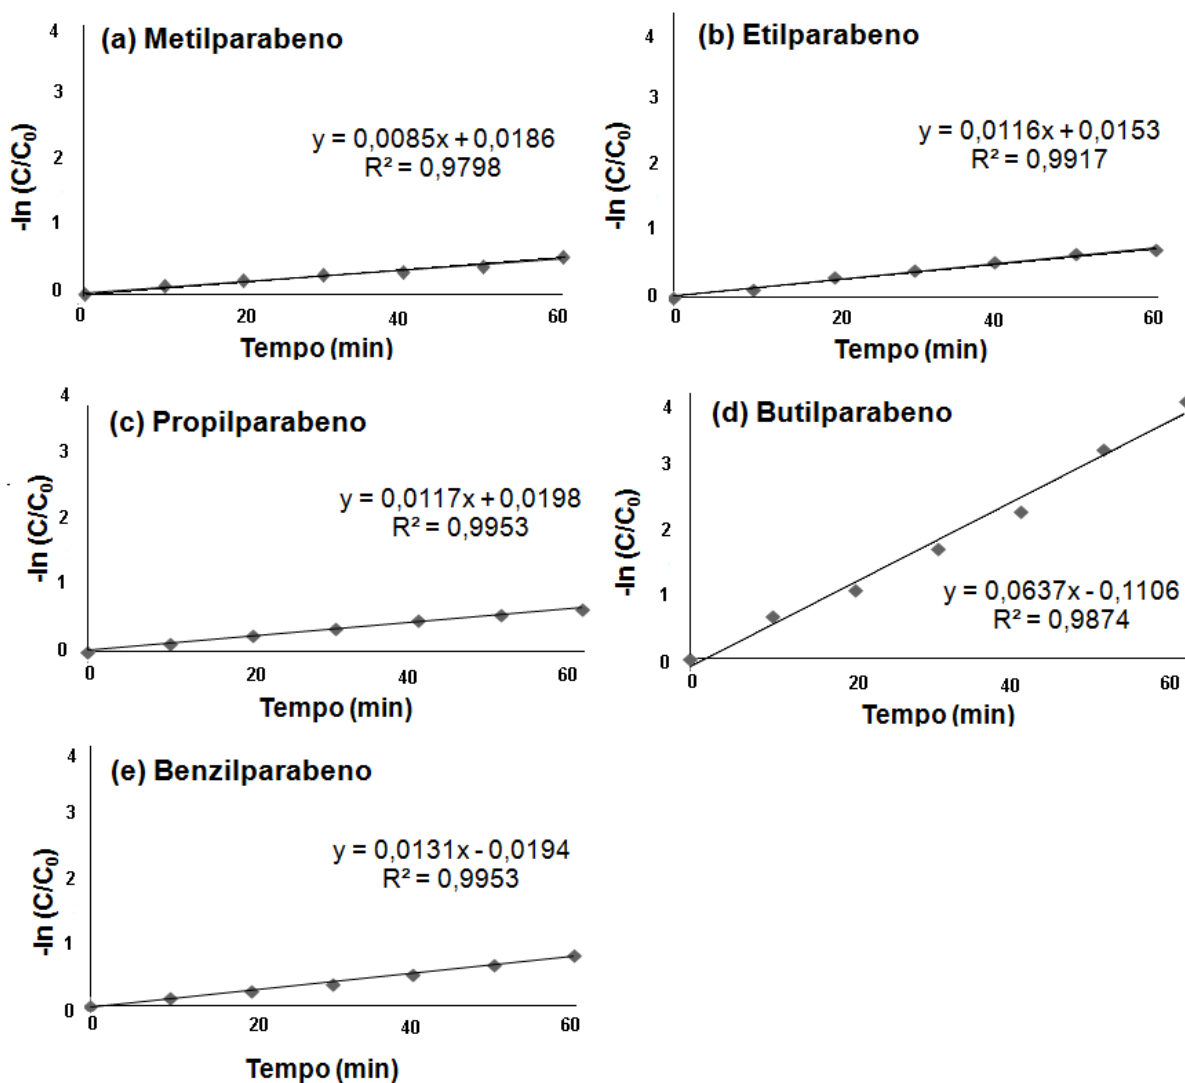 (a) Metilparabeno
y = 0,0085x + 0,0186
R² = 0,9798
-ln (C/C₀)
4
3
2
1
0
0 20 40 60
Tempo (min)
(b) Etilparabeno
y = 0,0116x + 0,0153
R² = 0,9917
-ln (C/C₀)
4
3
2
1
0
0 20 40 60
Tempo (min)
(c) Propilparabeno
y = 0,0117x + 0,0198
R² = 0,9953
-ln (C/C₀)
4
3
2
1
0
0 20 40 60
Tempo (min)
(d) Butilparabeno
y = 0,0637x - 0,1106
R² = 0,9874
-ln (C/C₀)
4
3
2
1
0
0 20 40 60
Tempo (min)
(e) Benzilparabeno
y = 0,0131x - 0,0194
R² = 0,9953
-ln (C/C₀)
4
3
2
1
0
0 20 40 60
Tempo (min)